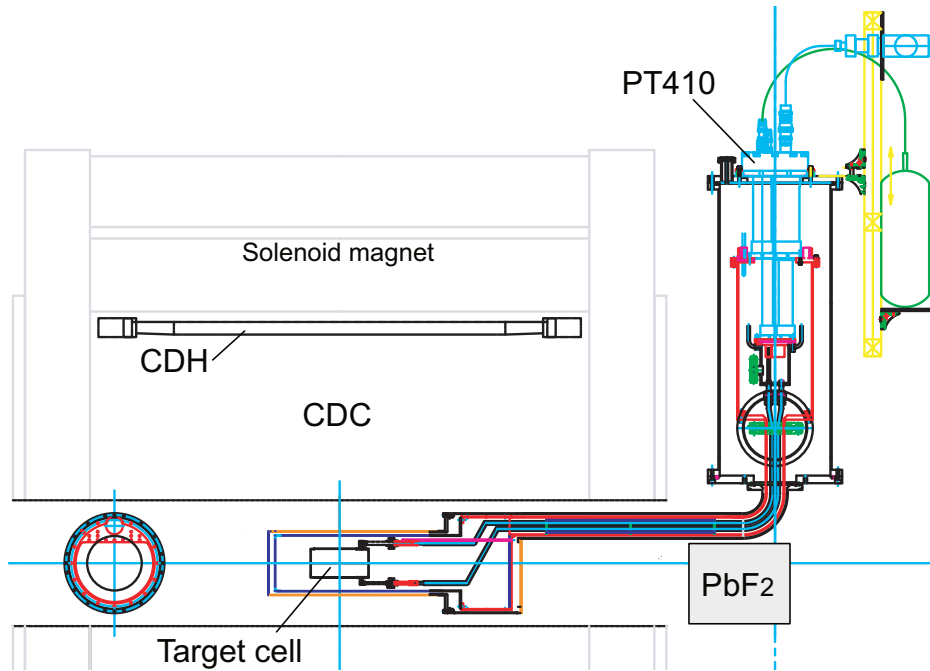 PT410
Solenoid magnet
CDH
CDC
PbF2
Target cell